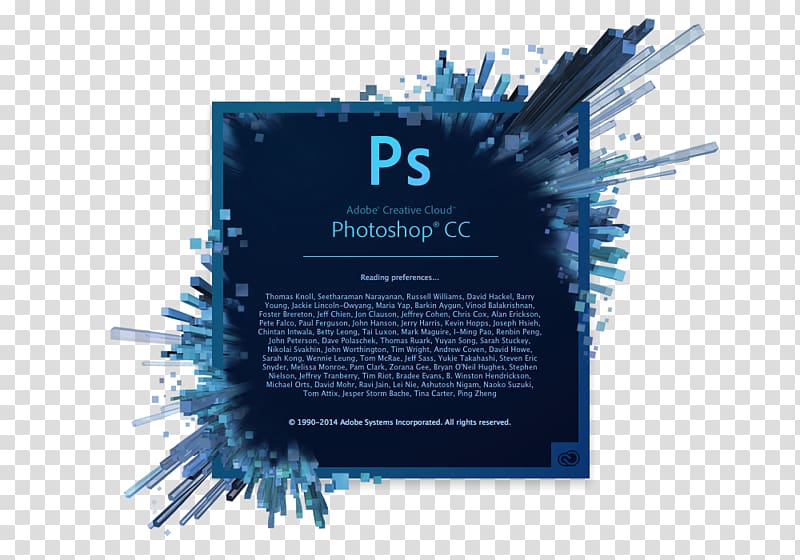 Ps
Adobe® Creative Cloud™
Photoshop® CC
Reading preferences...
Thomas Knoll, Seetharaman Narayanan, Russell Williams, David Hackel, Barry
Young, Jackie Lincoln-Owyang, Maria Yap, Barkin Aygun, Vinod Balakrishnan,
Foster Brereton, Jeff Chien, Jon Clauson, Jeffrey Cohen, Chris Cox, Alan Erickson,
Pete Falco, Paul Ferguson, John Hanson, Jerry Harris, Kevin Hopps, Joseph Hsieh,
Chintan Intwala, Betty Leong, Tai Luxon, Mark Maguire, I-Ming Pao, Renbin Peng,
John Peterson, Dave Polaschek, Thomas Ruark, Yuyan Song, Sarah Stuckey,
Nikolai Svakhin, John Worthington, Tim Wright, Andrew Coven, David Howe,
Sarah Kong, Wennie Leung, Tom McRae, Jeff Sass, Yukie Takahashi, Steven Eric
Snyder, Melissa Monroe, Pam Clark, Zorana Gee, Bryan O'Neil Hughes, Stephen
Nielson, Jeffrey Tranberry, Tim Riot, Bradee Evans, B. Winston Hendrickson,
Michael Orts, David Mohr, Ravi Jain, Lei Nie, Ashutosh Nigam, Naoko Suzuki,
Tom Attix, Jesper Storm Bache, Tina Carter, Ping Zheng
© 1990-2014 Adobe Systems Incorporated. All rights reserved.